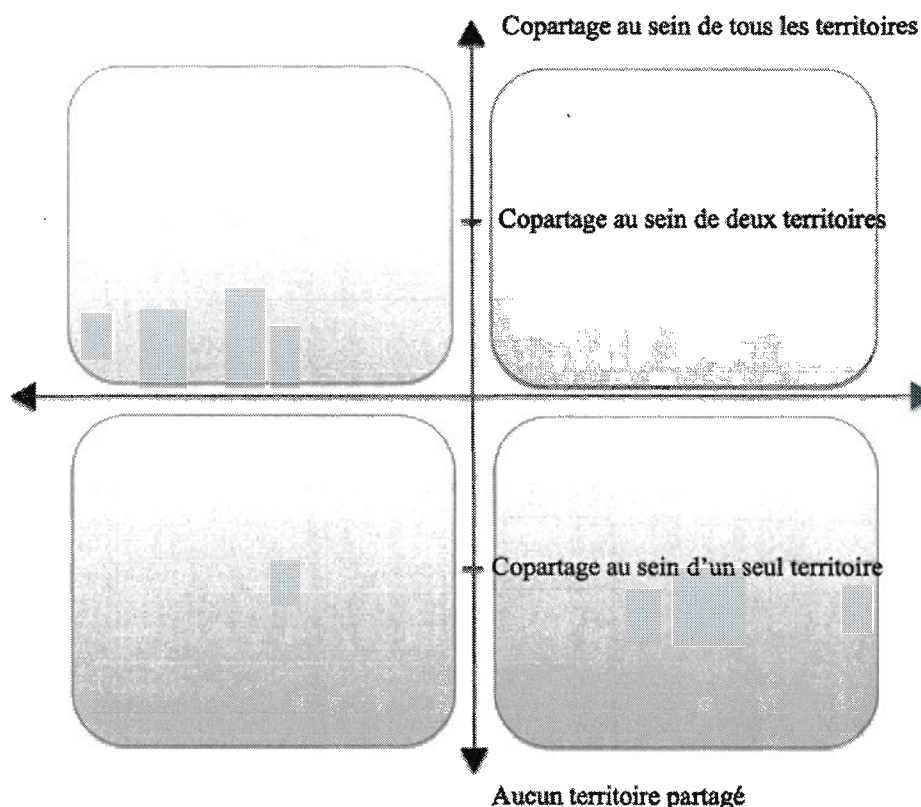 Copartage au sein de tous les territoires
Copartage au sein de deux territoires
Copartage au sein d'un seul territoire
Aucun territoire partagé